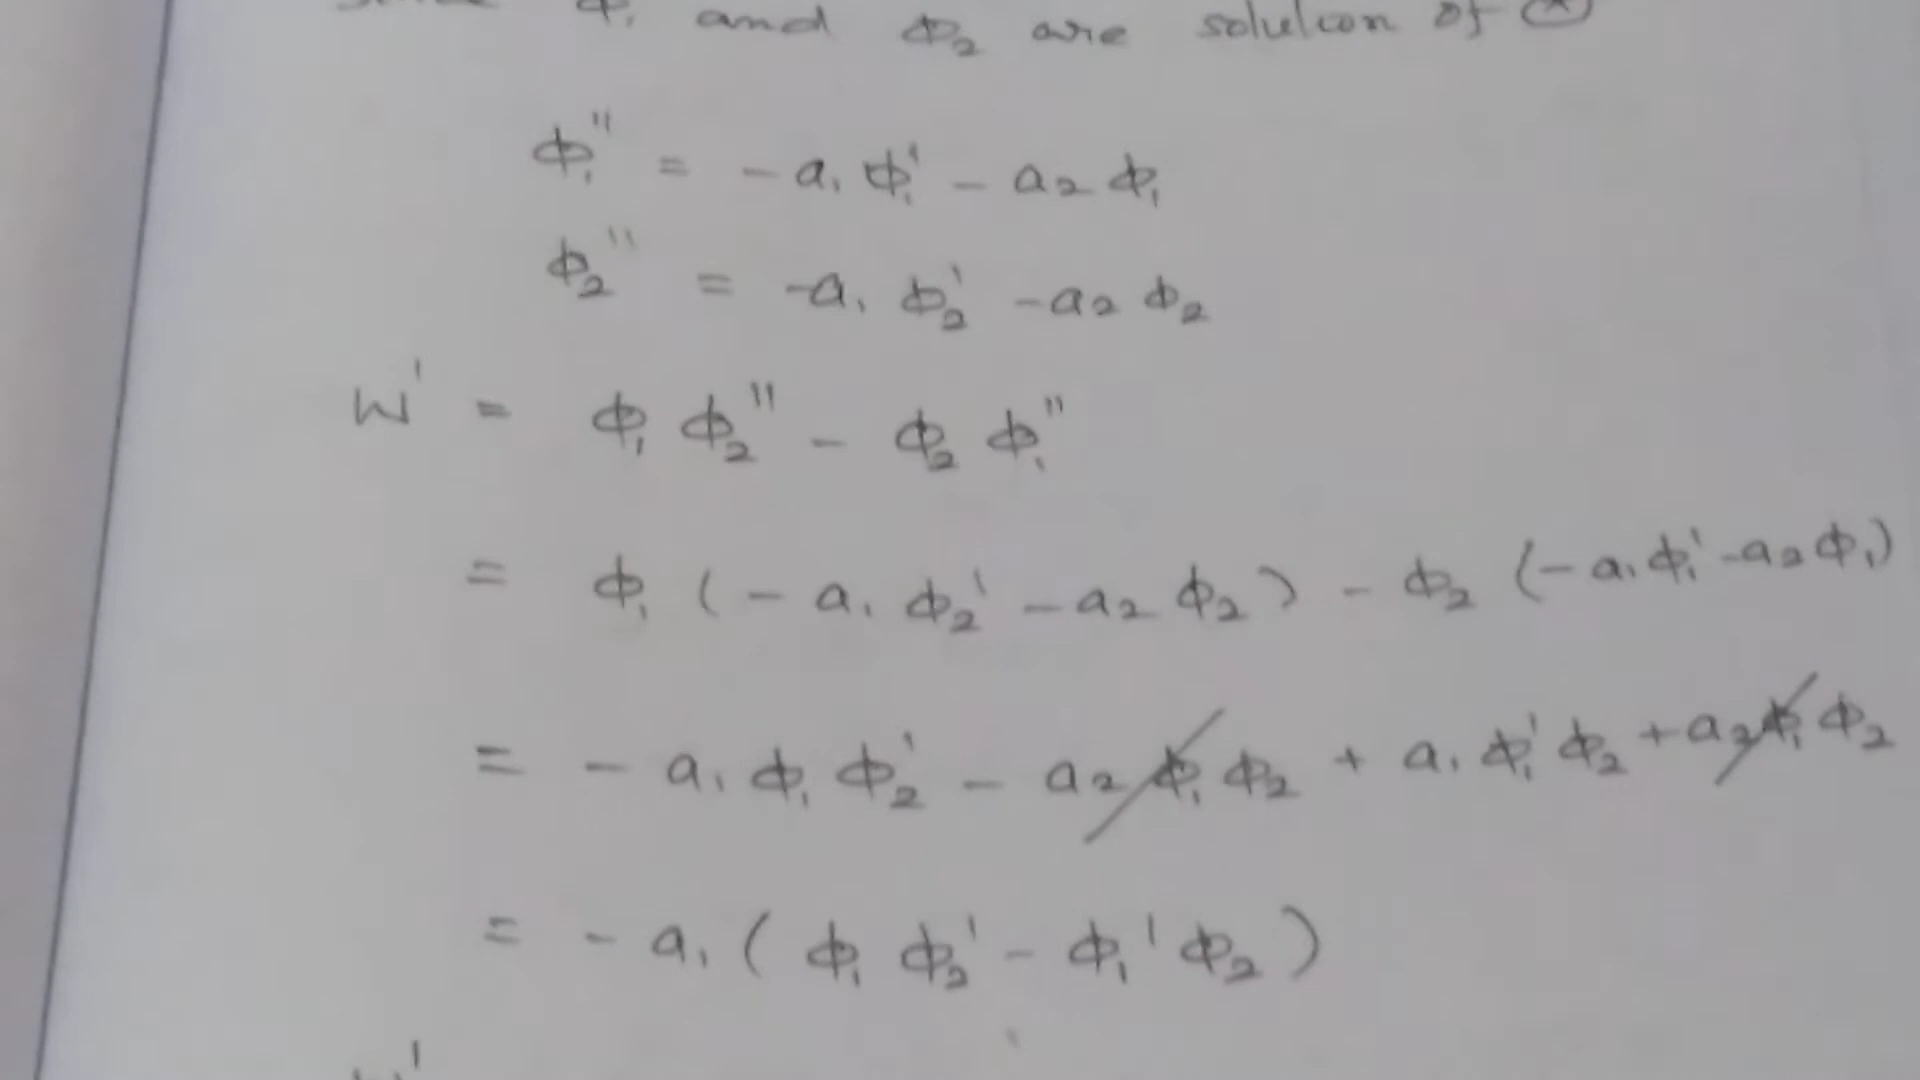 φ₁ and φ₂ are solution of (*)
φ₁'' = -a₁ φ₁' - a₂ φ₁
φ₂'' = -a₁ φ₂' - a₂ φ₂
W' = φ₁ φ₂'' - φ₂ φ₁''
= φ₁ (-a₁ φ₂' - a₂ φ₂) - φ₂ (-a₁ φ₁' - a₂ φ₁)
= -a₁ φ₁ φ₂' - a₂ φ₁ φ₂ + a₁ φ₁' φ₂ + a₂ φ₁ φ₂
= -a₁ (φ₁ φ₂' - φ₁' φ₂)